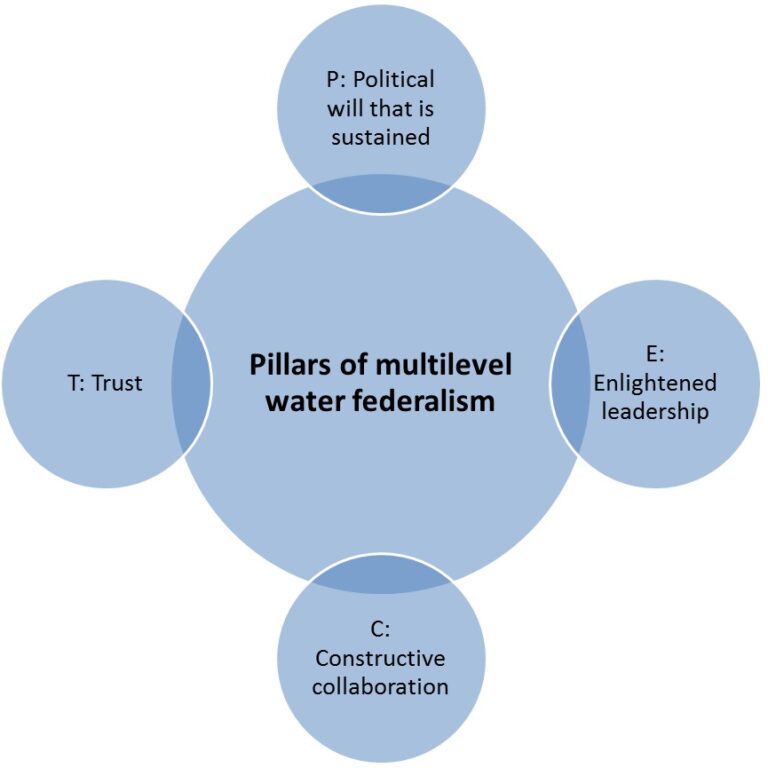 P: Political
will that is
sustained
Pillars of multilevel
water federalism
T: Trust
E:
Enlightened
leadership
C:
Constructive
collaboration